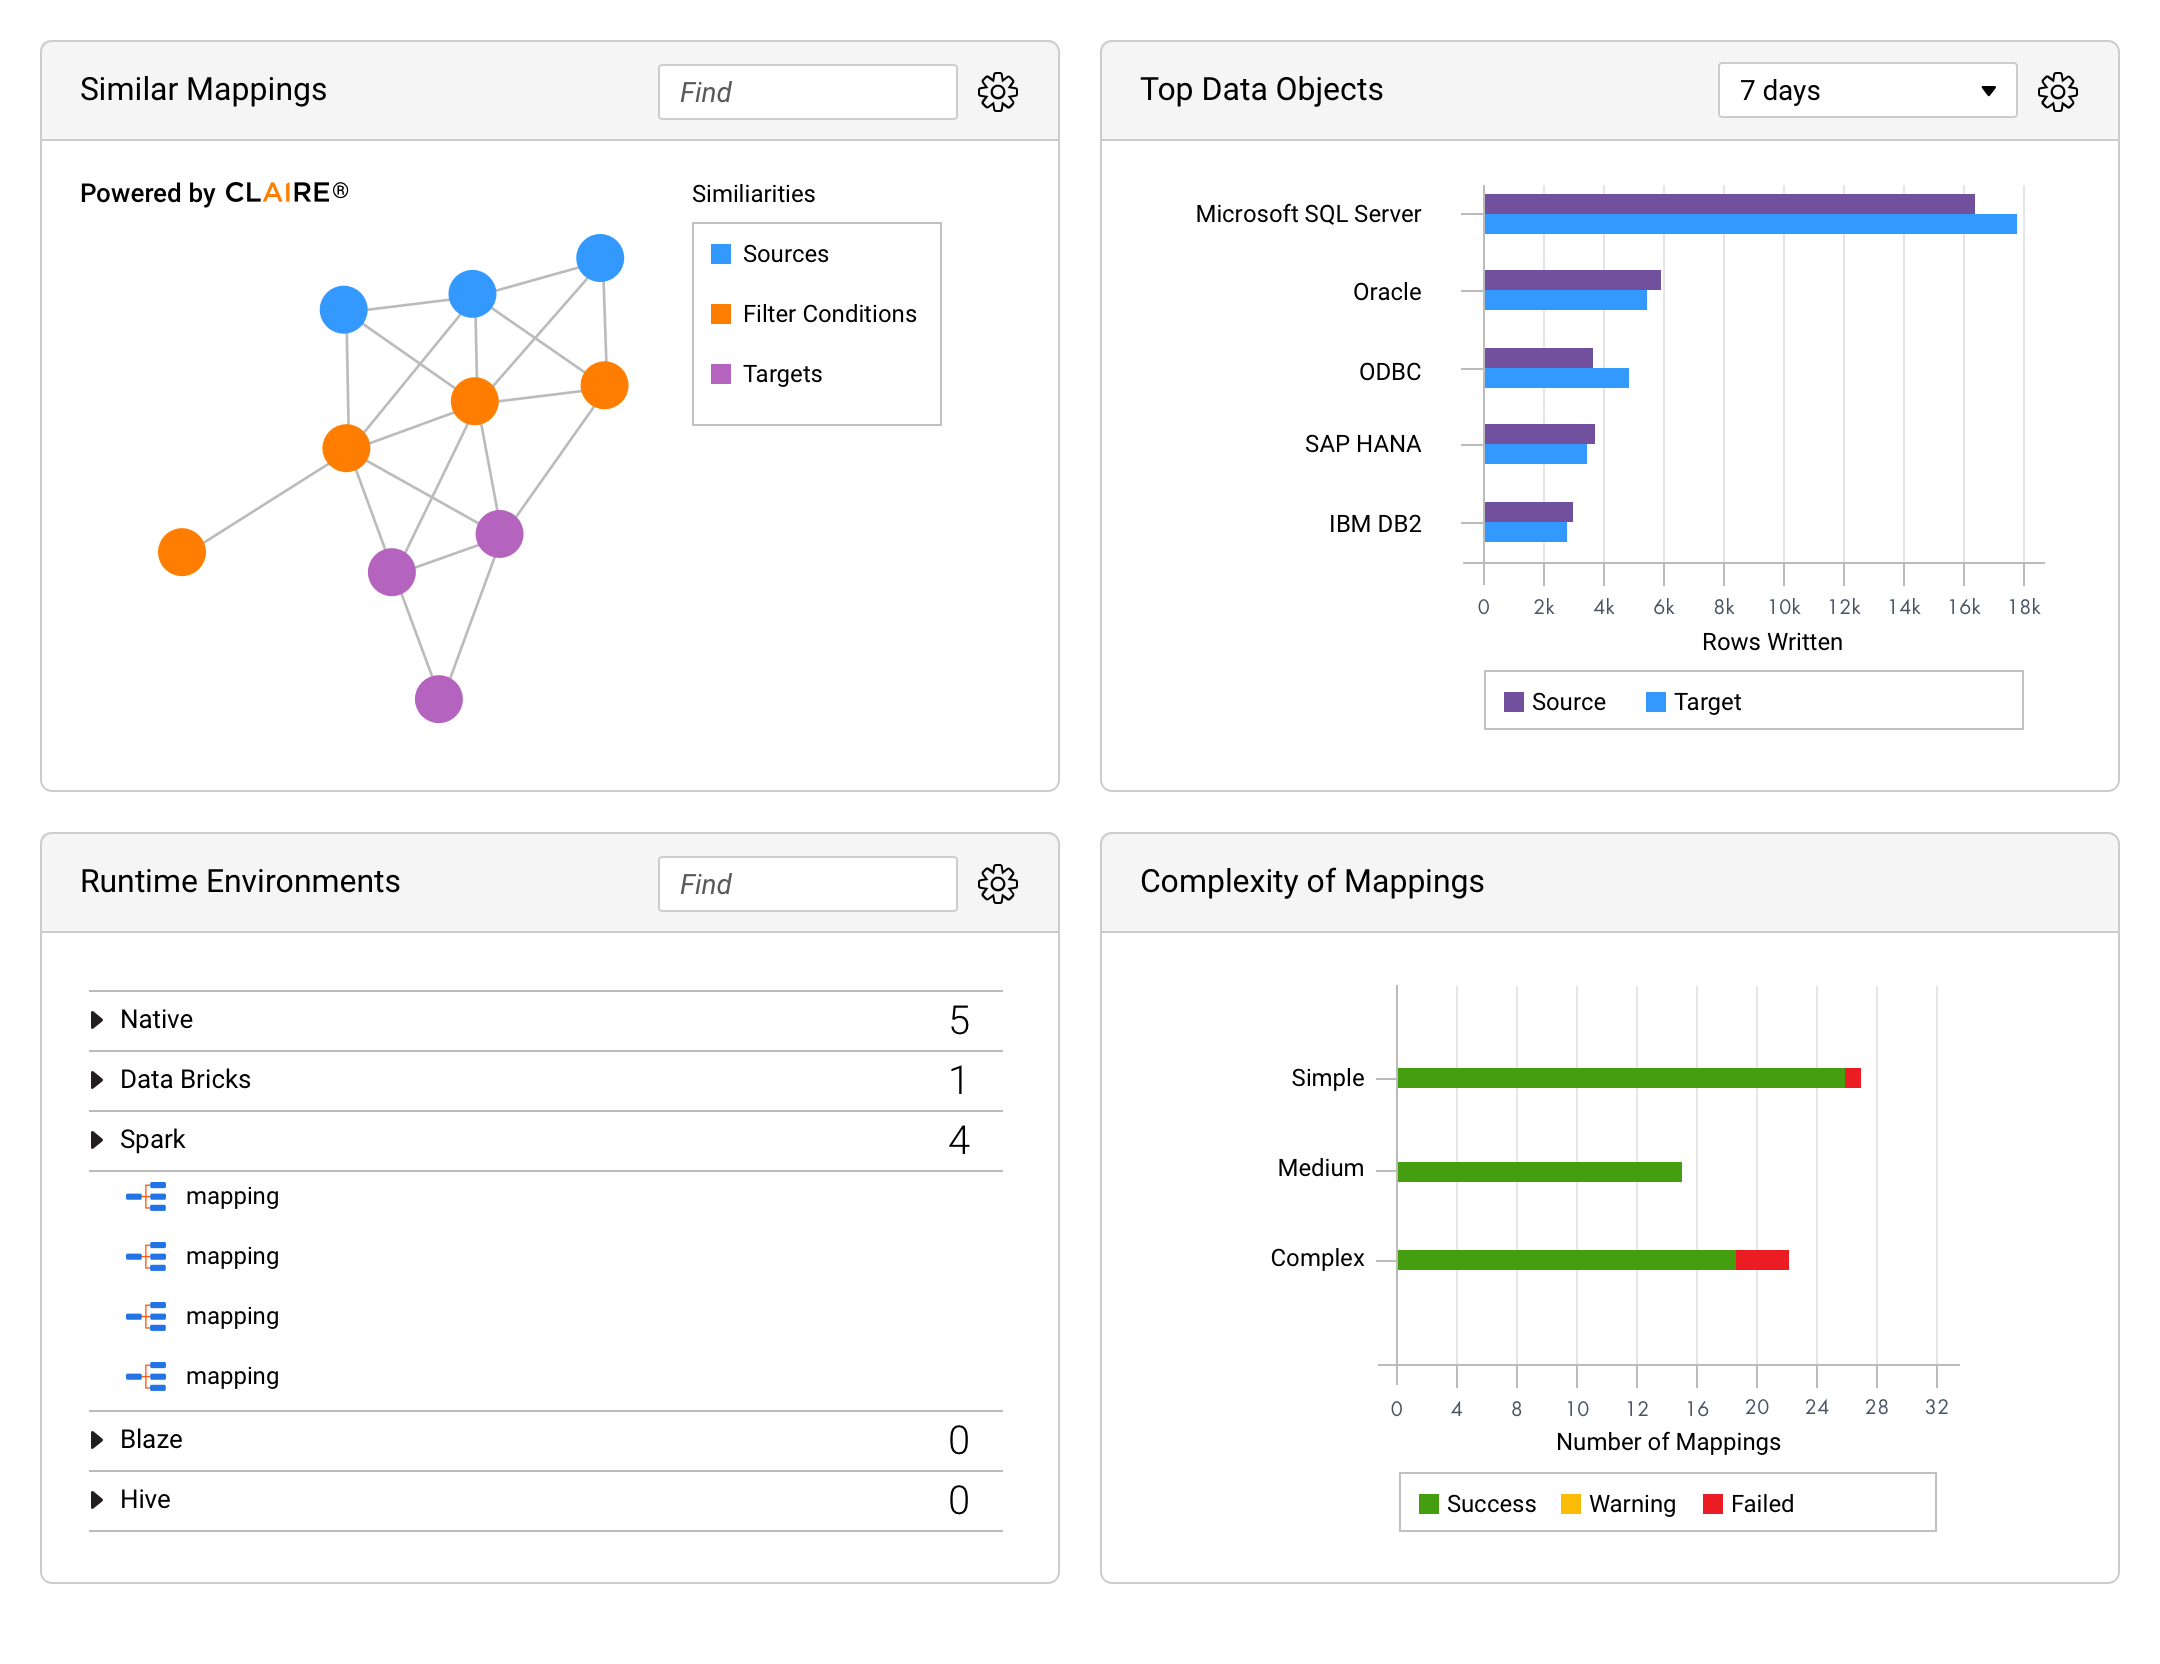 Similar Mappings
Find
Powered by CLAIRE®
Similiarities
Sources
Filter Conditions
Targets
Top Data Objects
7 days
Microsoft SQL Server
Oracle
ODBC
SAP HANA
IBM DB2
0 2k 4k 6k 8k 10k 12k 14k 16k 18k
Rows Written
Source Target
Runtime Environments
Find
Native 5
Data Bricks 1
Spark 4
mapping
mapping
mapping
mapping
Blaze 0
Hive 0
Complexity of Mappings
Simple
Medium
Complex
0 4 8 10 12 16 20 24 28 32
Number of Mappings
Success Warning Failed